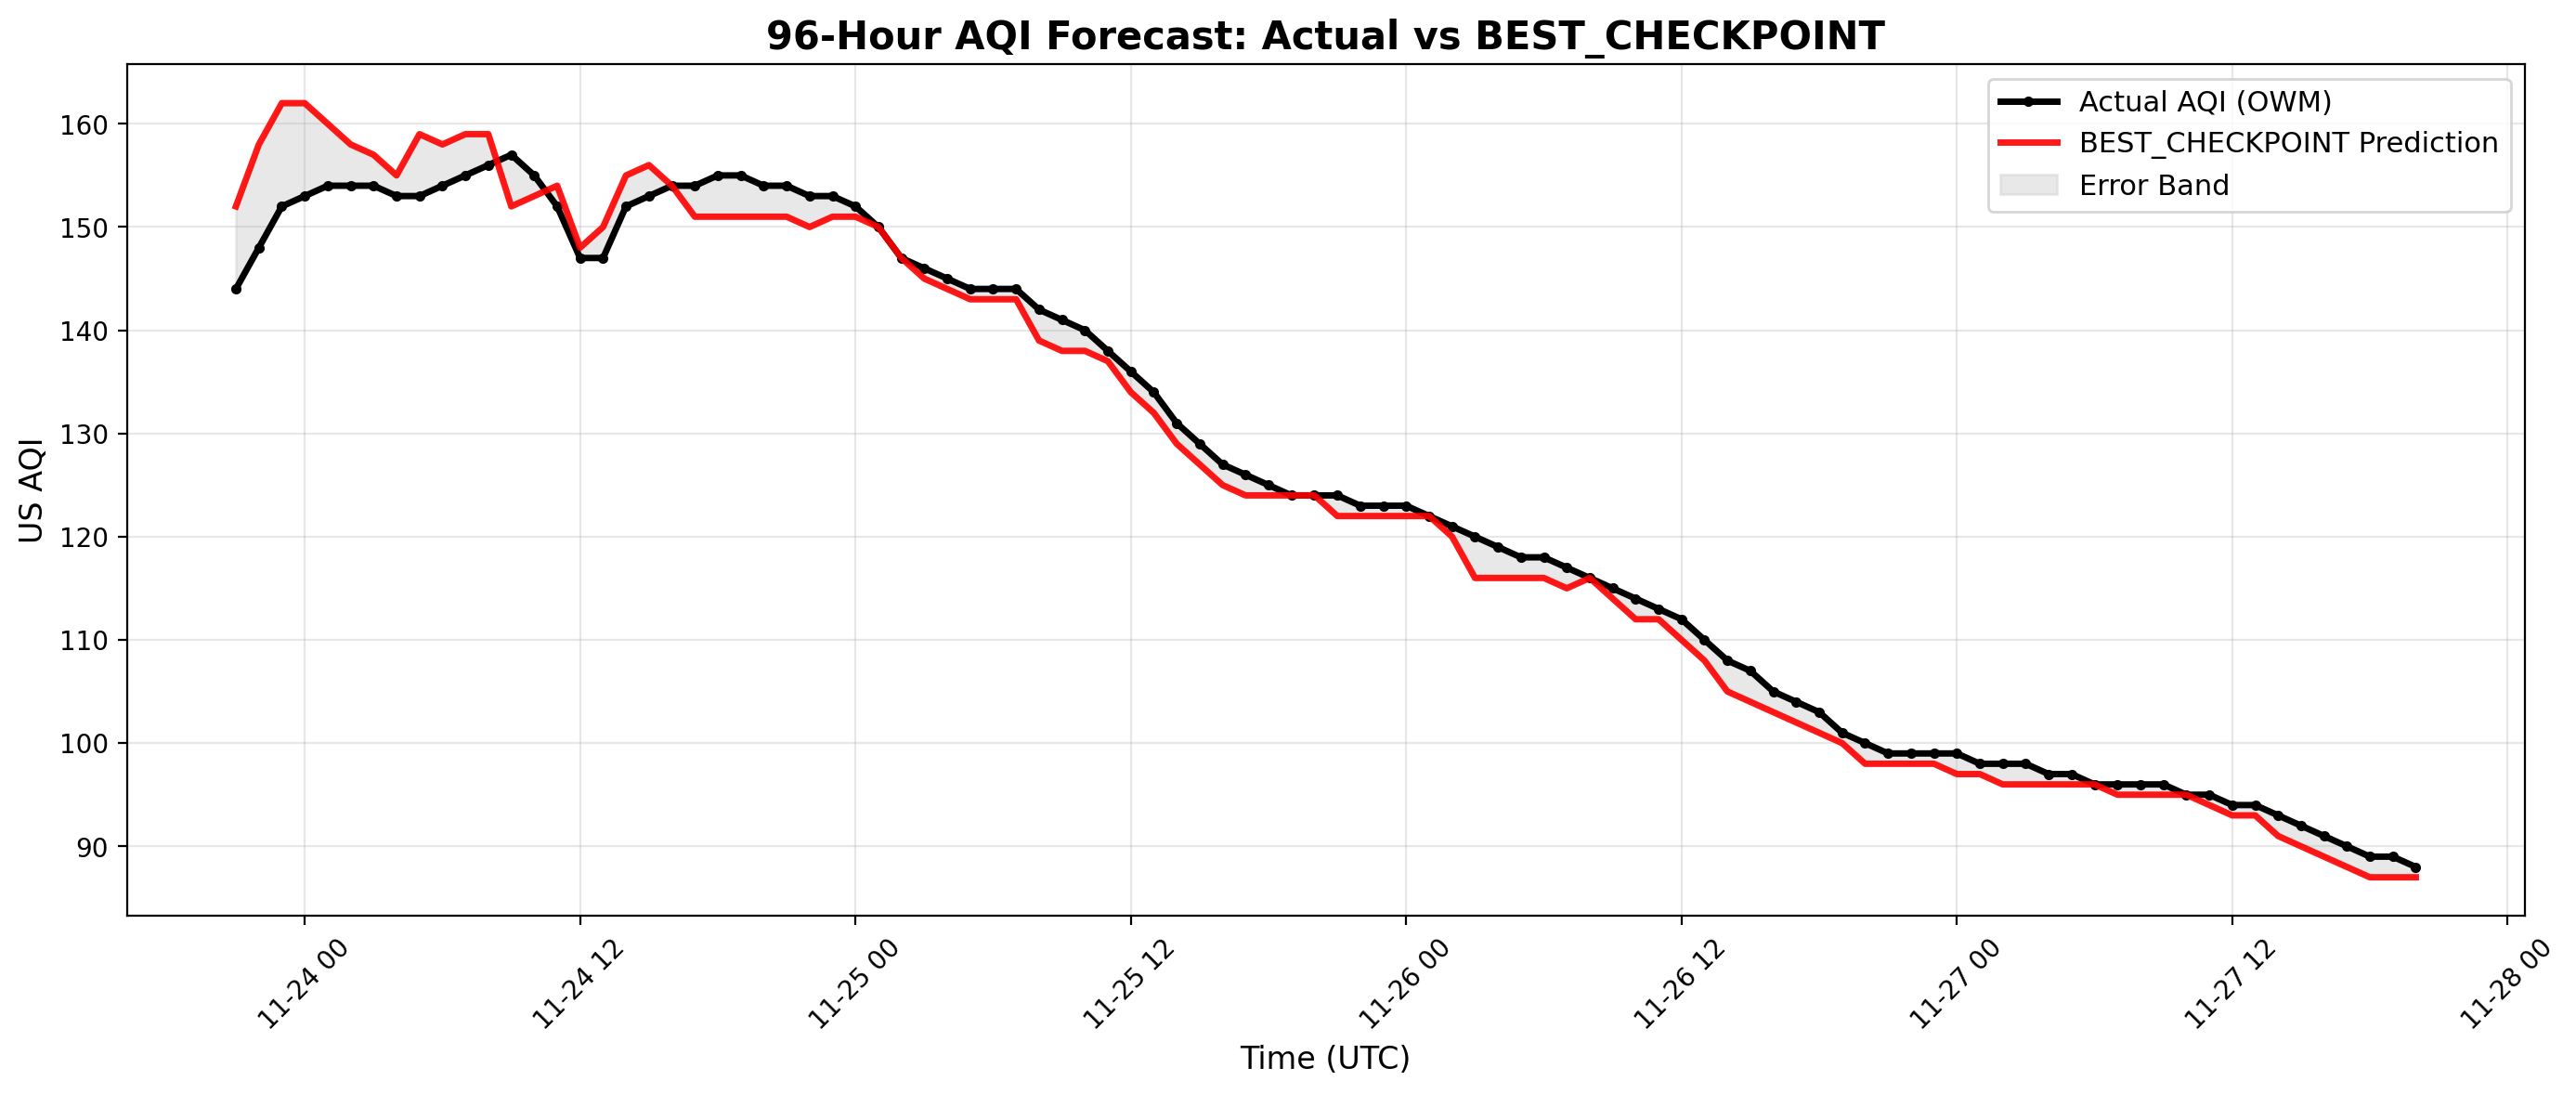 96-Hour AQI Forecast: Actual vs BEST_CHECKPOINT
Actual AQI (OWM)
BEST_CHECKPOINT Prediction
Error Band
US AQI
160
150
140
130
120
110
100
90
11-24 00
11-24 12
11-25 00
11-25 12
11-26 00
11-26 12
11-27 00
11-27 12
11-28 00
Time (UTC)